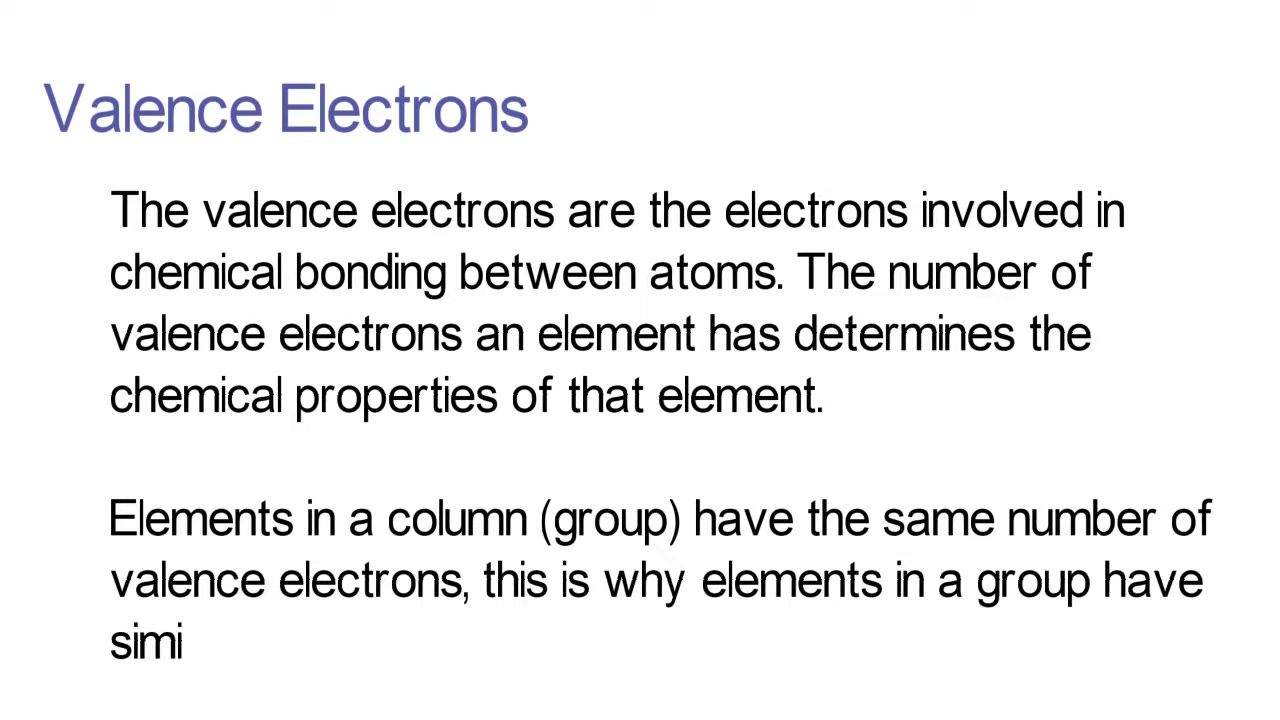 Valence Electrons
The valence electrons are the electrons involved in
chemical bonding between atoms. The number of
valence electrons an element has determines the
chemical properties of that element.
Elements in a column (group) have the same number of
valence electrons, this is why elements in a group have
simi